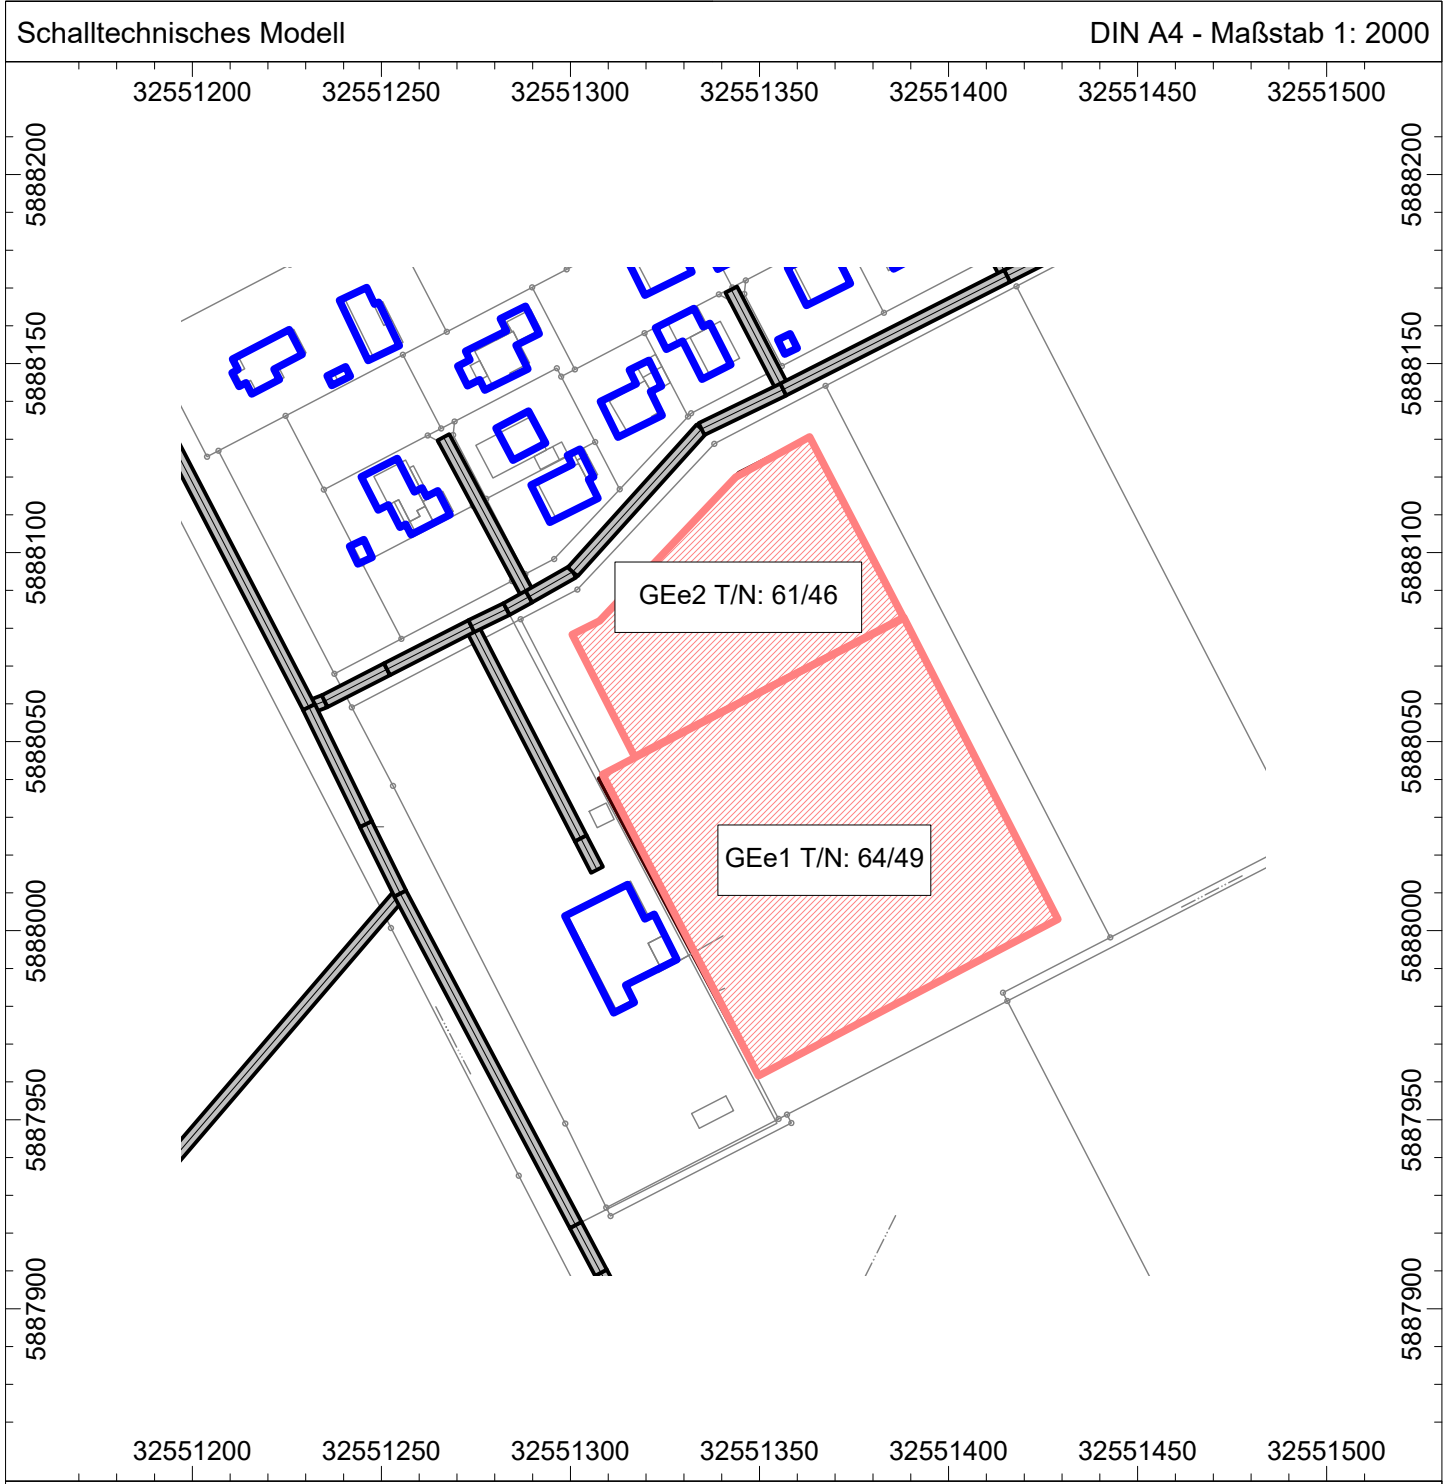 Schalltechnisches Modell
DIN A4 - Maßstab 1: 2000
32551200 32551250 32551300 32551350 32551400 32551450 32551500
5888200 5888200
5888150 5888150
5888100 5888100
GEe2 T/N: 61/46
5888050 5888050
GEe1 T/N: 64/49
5888000 5888000
5887950 5887950
5887900 5887900
32551200 32551250 32551300 32551350 32551400 32551450 32551500